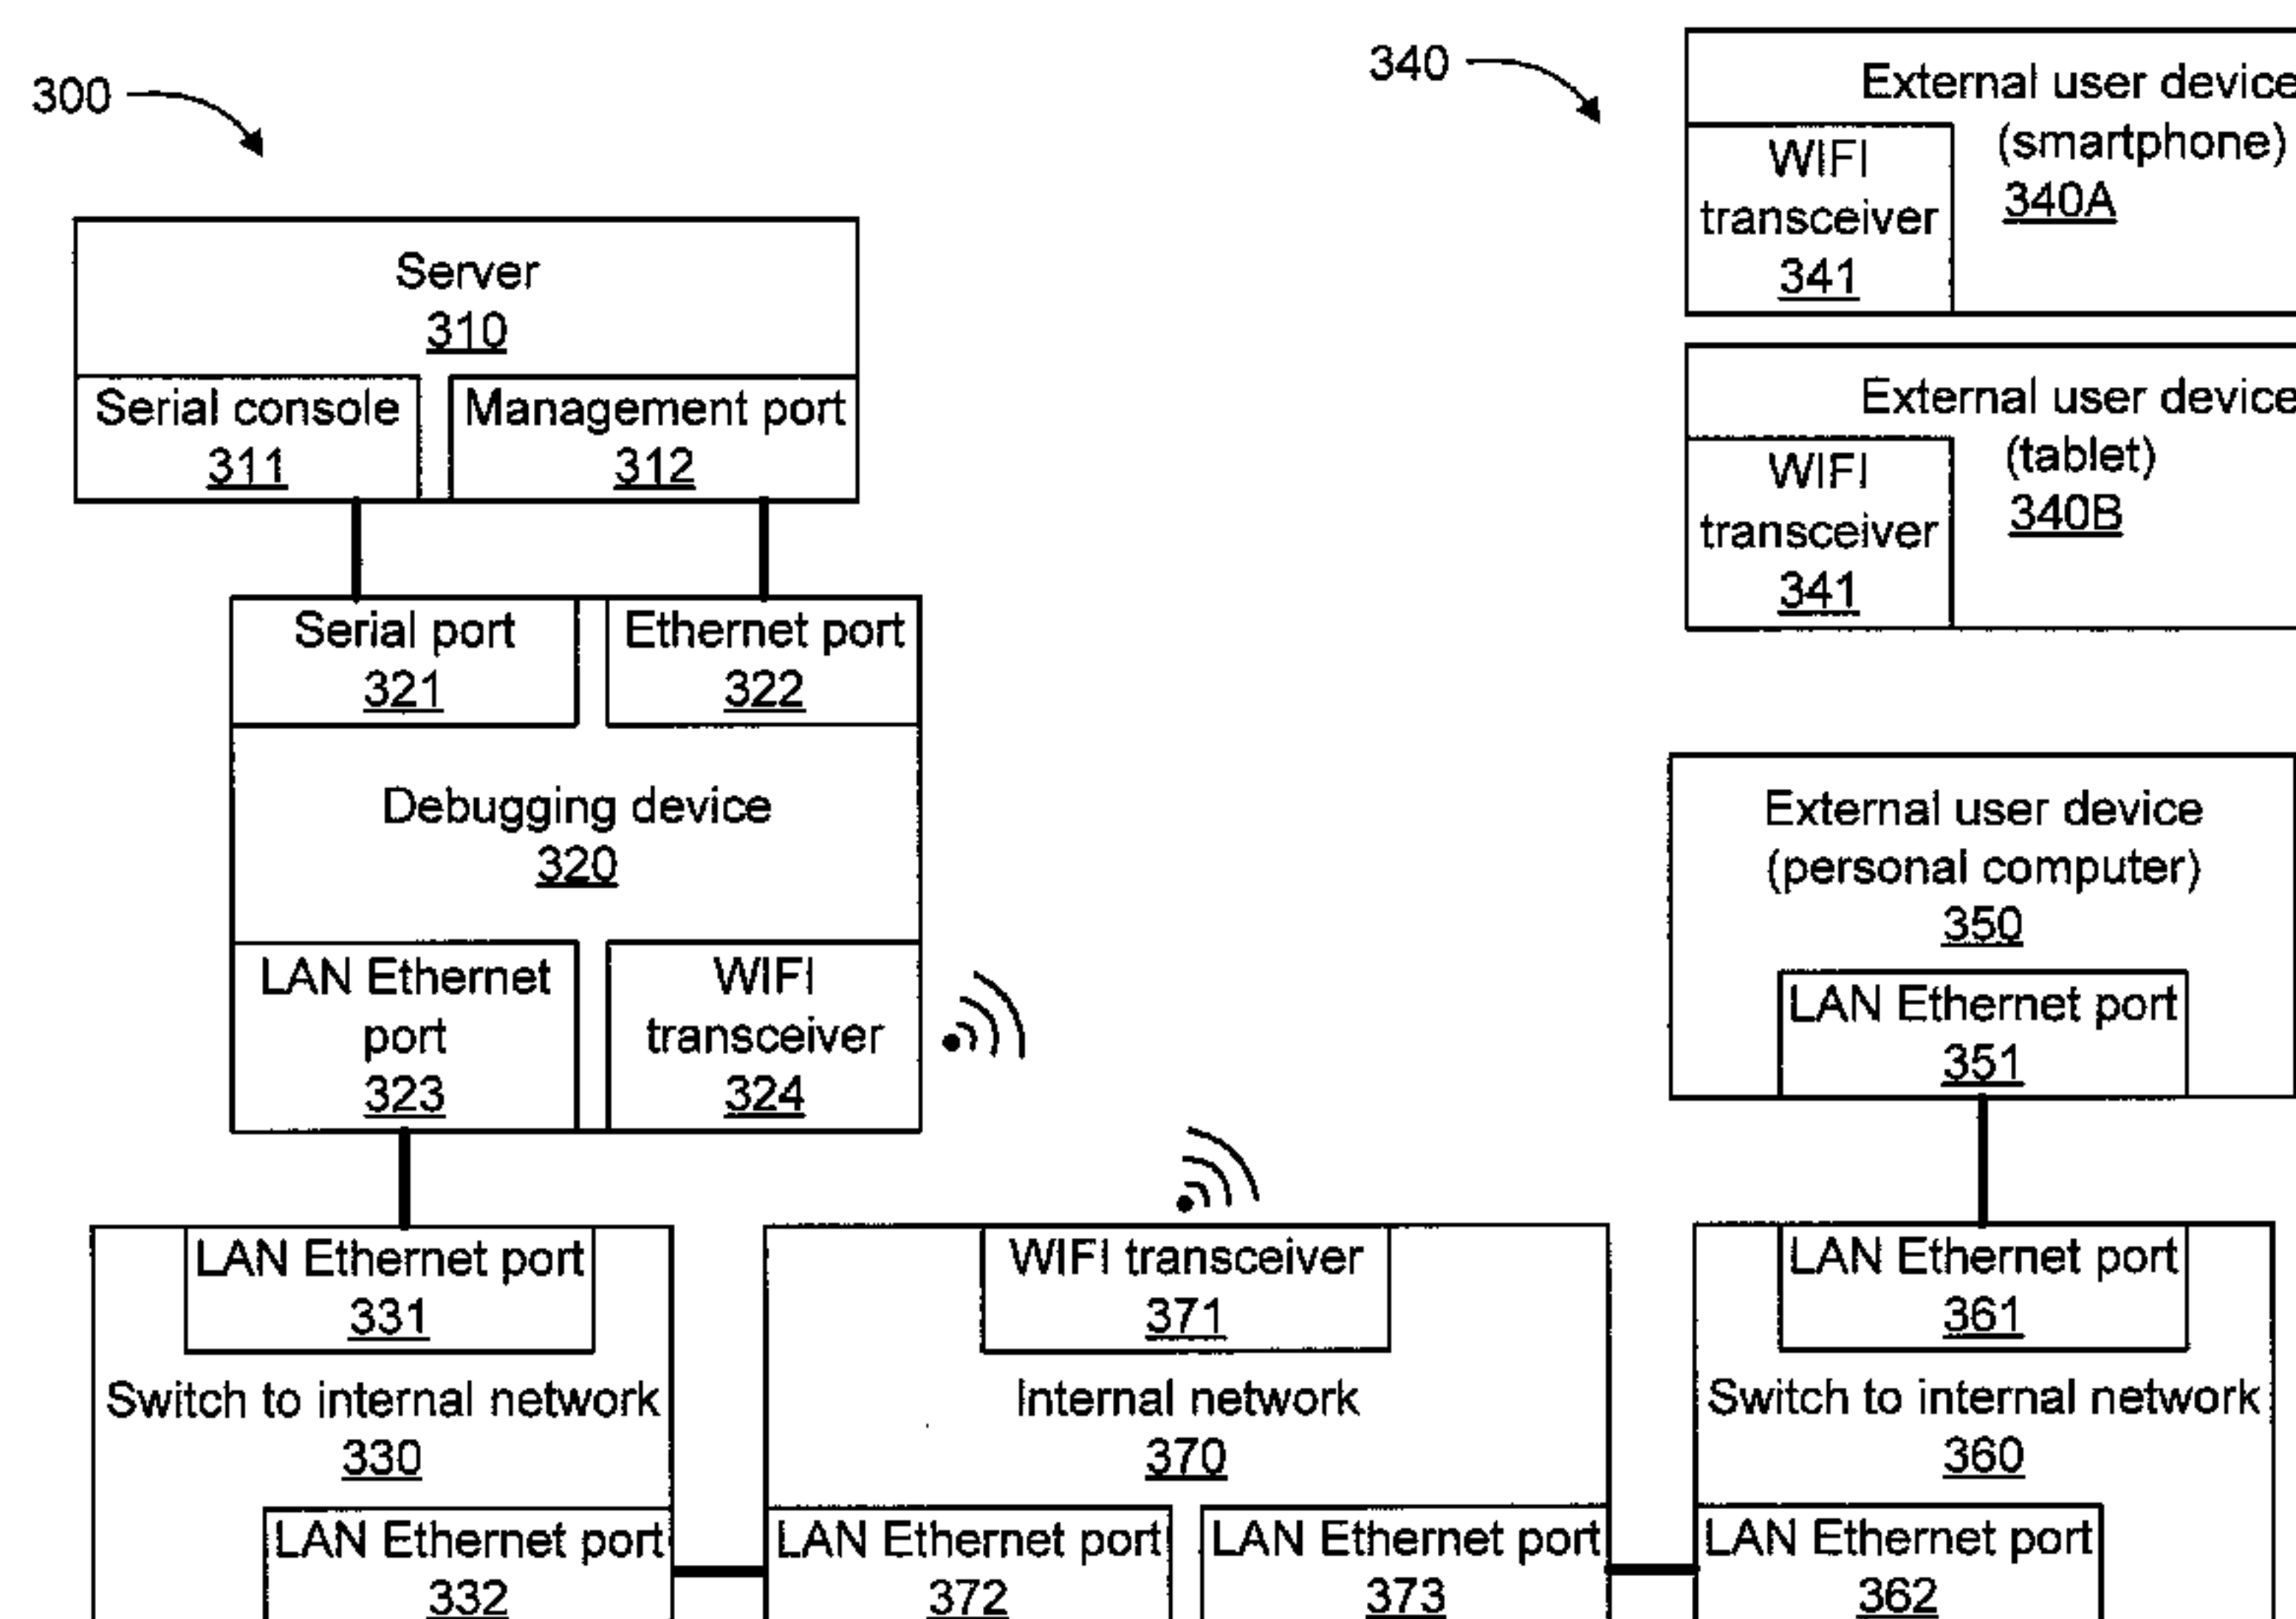 300
340
External user device
(smartphone)
340A
WIFI
transceiver
341
External user device
(tablet)
340B
WIFI
transceiver
341
Server
310
Serial console
311
Management port
312
Serial port
321
Ethernet port
322
Debugging device
320
LAN Ethernet
port
323
WIFI
transceiver
324
External user device
(personal computer)
350
LAN Ethernet port
351
LAN Ethernet port
331
Switch to internal network
330
LAN Ethernet port
332
WIFI transceiver
371
Internal network
370
LAN Ethernet port
372
LAN Ethernet port
373
LAN Ethernet port
361
Switch to internal network
360
LAN Ethernet port
362